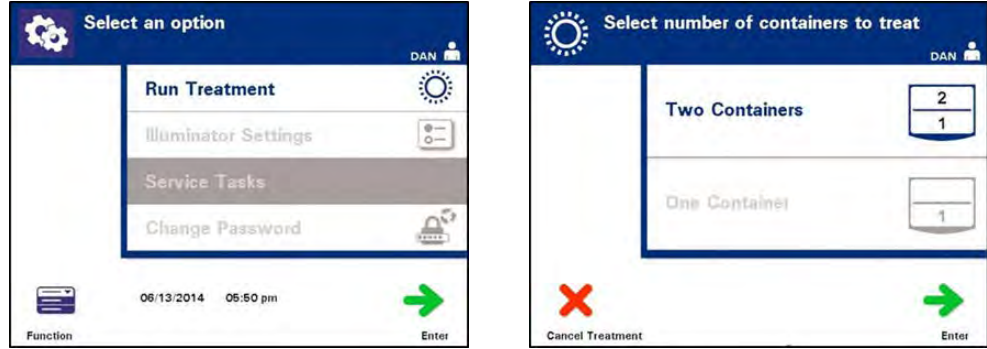 Select an option
DAN
Run Treatment
Illuminator Settings
Service Tasks
Change Password
06/13/2014 05:50 pm
Function
Enter
Select number of containers to treat
DAN
Two Containers
2
1
One Container
1
Cancel Treatment
Enter